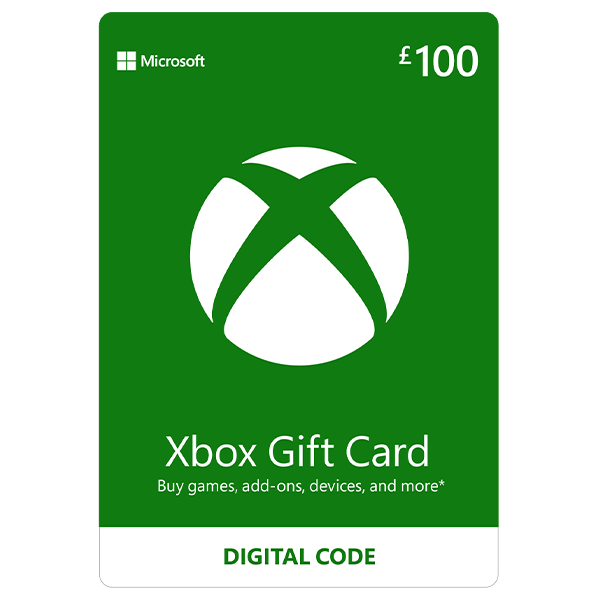 Microsoft
£100
Xbox Gift Card
Buy games, add-ons, devices, and more*
DIGITAL CODE